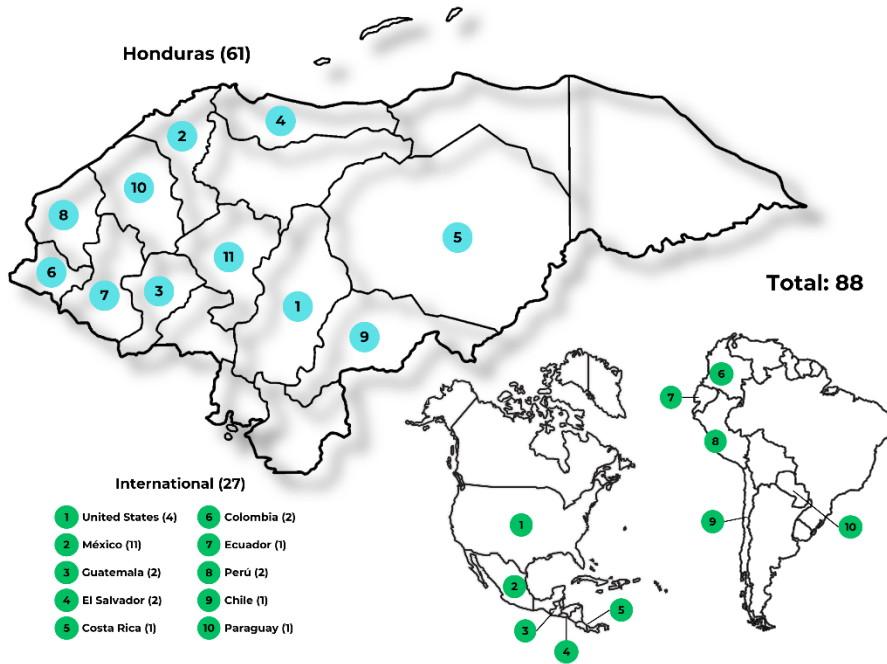 Honduras (61)
4
2
10
8
5
11
6
7
3
1
9
Total: 88
International (27)
1 United States (4)
2 México (11)
3 Guatemala (2)
4 El Salvador (2)
5 Costa Rica (1)
6 Colombia (2)
7 Ecuador (1)
8 Perú (2)
9 Chile (1)
10 Paraguay (1)
1
2
3
4
5
6
7
8
9
10